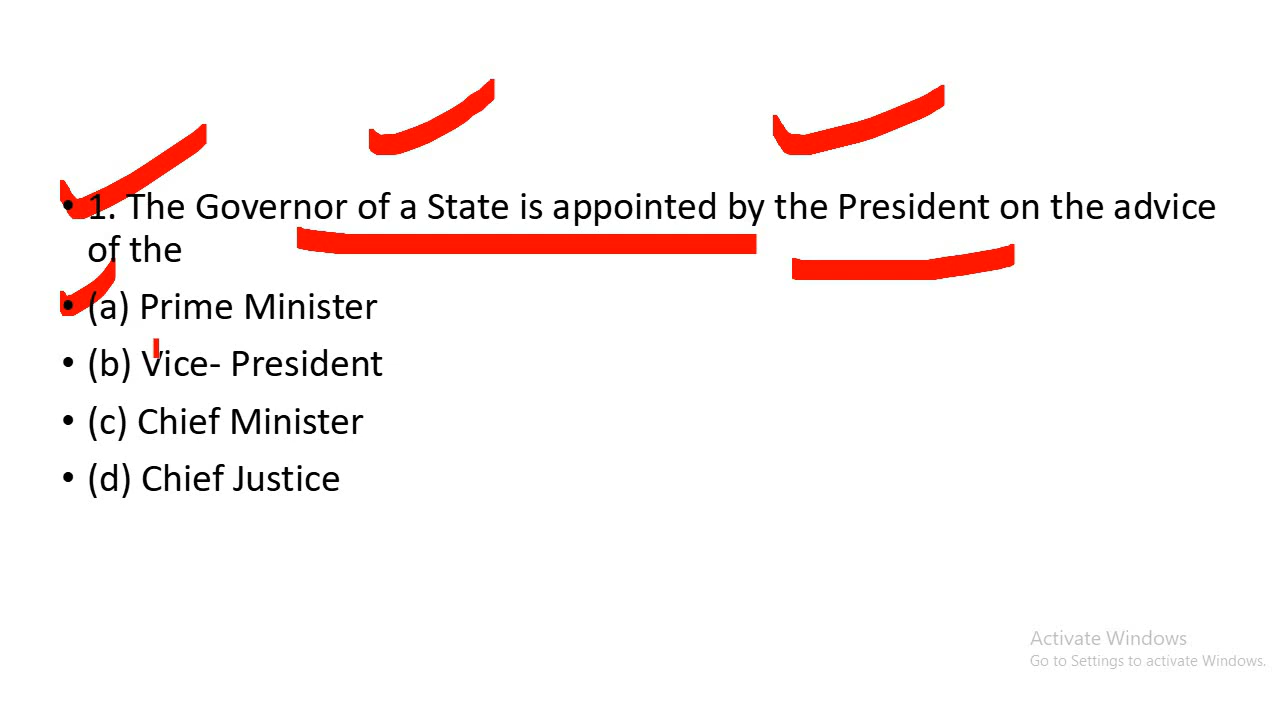 • 1. The Governor of a State is appointed by the President on the advice
of the
• (a) Prime Minister
• (b) Vice- President
• (c) Chief Minister
• (d) Chief Justice
Activate Windows
Go to Settings to activate Windows.